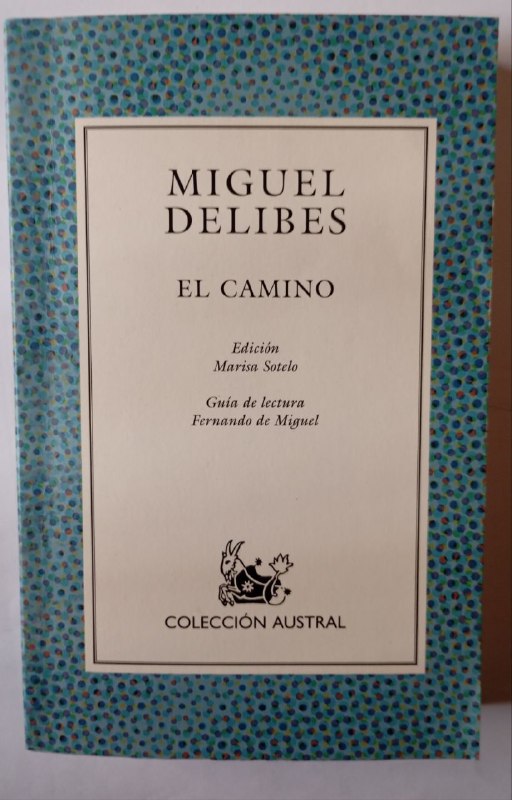 MIGUEL
DELIBES
EL CAMINO
Edición
Marisa Sotelo
Guía de lectura
Fernando de Miguel
COLECCIÓN AUSTRAL